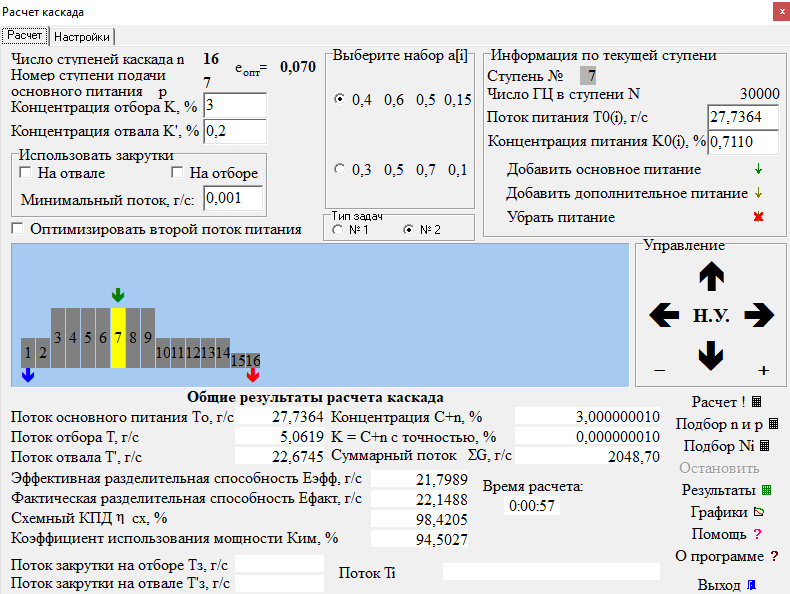 Расчет каскада
Расчет Настройки
Число ступеней каскада n 16
Номер ступени подачи
основного питания p 7
eопт= 0,070
Концентрация отбора K, % 3
Концентрация отвала K', % 0,2
Использовать закрутки
На отвале На отборе
Минимальный поток, г/с: 0,001
Оптимизировать второй поток питания
Выберите набор a[i]
0,4 0,6 0,5 0,15
0,3 0,5 0,7 0,1
Тип задач
№ 1 № 2
Информация по текущей ступени
Ступень № 7
Число ГЦ в ступени N 30000
Поток питания T0(i), г/с 27,7364
Концентрация питания K0(i), % 0,7110
Добавить основное питание
Добавить дополнительное питание
Убрать питание
1 2 3 4 5 6 7 8 9 10 11 12 13 14 15 16
Управление
Н.У.
− +
Общие результаты расчета каскада
Поток основного питания To, г/с 27,7364
Поток отбора T, г/с 5,0619
Поток отвала T', г/с 22,6745
Концентрация C+n, % 3,000000010
K = C+n с точностью, % 0,000000010
Суммарный поток ΣG, г/с 2048,70
Эффективная разделительная способность Eэфф, г/с 21,7989
Фактическая разделительная способность Eфакт, г/с 22,1488
Схемный КПД η сх, % 98,4205
Коэффициент использования мощности Kим, % 94,5027
Время расчета:
0:00:57
Поток закрутки на отборе Tз, г/с
Поток закрутки на отвале T'з, г/с
Поток Ti
Расчет !
Подбор n и p
Подбор Ni
Остановить
Результаты
Графики
Помощь ?
О программе ?
Выход